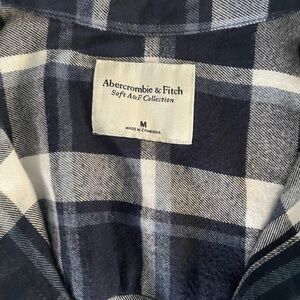 Abercrombie & Fitch
Soft A&F Collection
M
MADE IN CAMBODIA